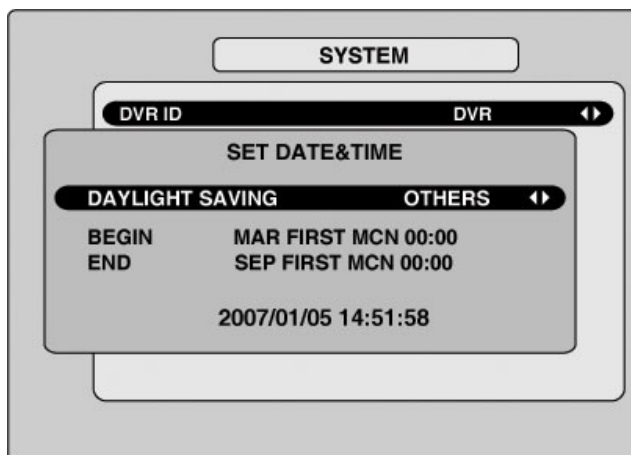 SYSTEM
DVR ID DVR
SET DATE&TIME
DAYLIGHT SAVING OTHERS
BEGIN MAR FIRST MCN 00:00
END SEP FIRST MCN 00:00
2007/01/05 14:51:58